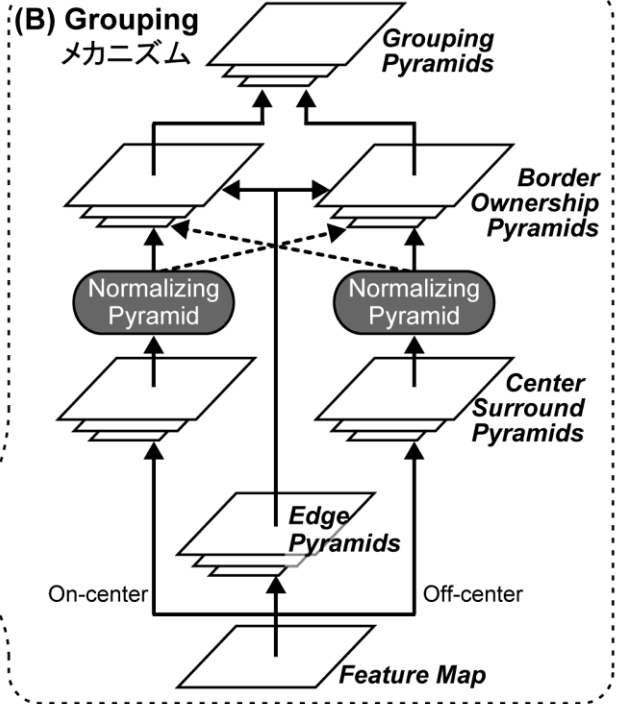 (B) Grouping
メカニズム
Grouping
Pyramids
Border
Ownership
Pyramids
Normalizing
Pyramid
Normalizing
Pyramid
Center
Surround
Pyramids
Edge
Pyramids
On-center
Off-center
Feature Map